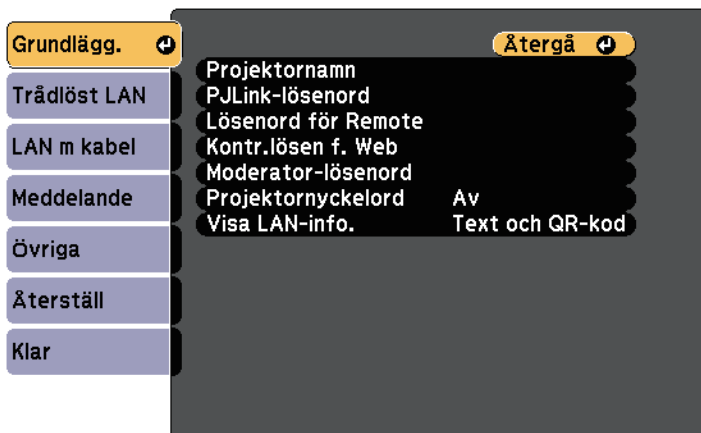 Grundlägg.
Trådlöst LAN
LAN m kabel
Meddelande
Övriga
Återställ
Klar
Återgå
Projektornamn
PJLink-lösenord
Lösenord för Remote
Kontr.lösen f. Web
Moderator-lösenord
Projektornyckelord Av
Visa LAN-info. Text och QR-kod